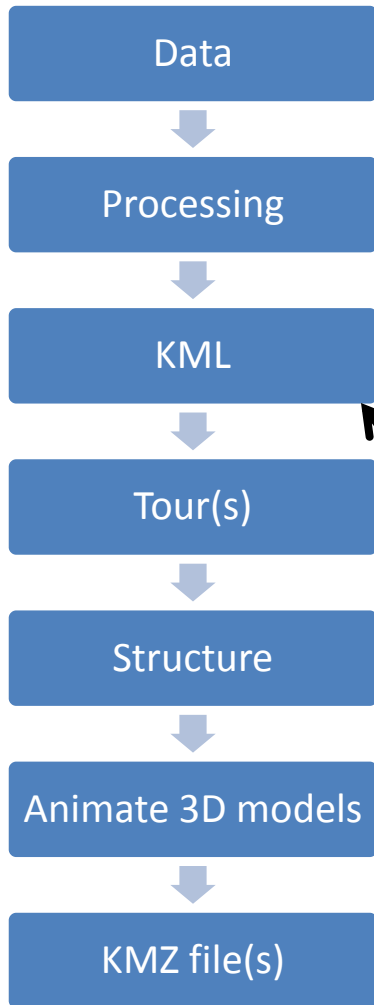 Data
Processing
KML
Tour(s)
Structure
Animate 3D models
KMZ file(s)